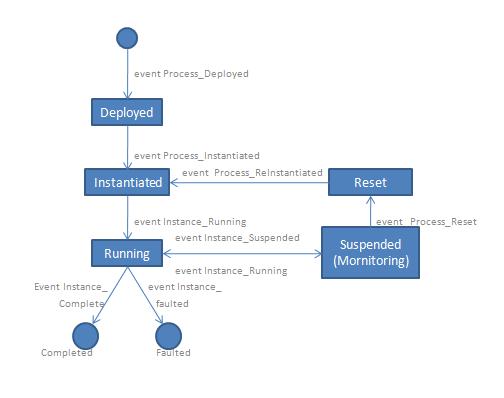 event Process_Deployed
Deployed
event Process_Instantiated
event Process_ReInstantiated
Instantiated
Reset
event Instance_Running
event Process_Reset
event Instance_Suspended
Running
Suspended
(Mornitoring)
event Instance_Running
Event Instance_
Complete
event Instance_
faulted
Completed
Faulted